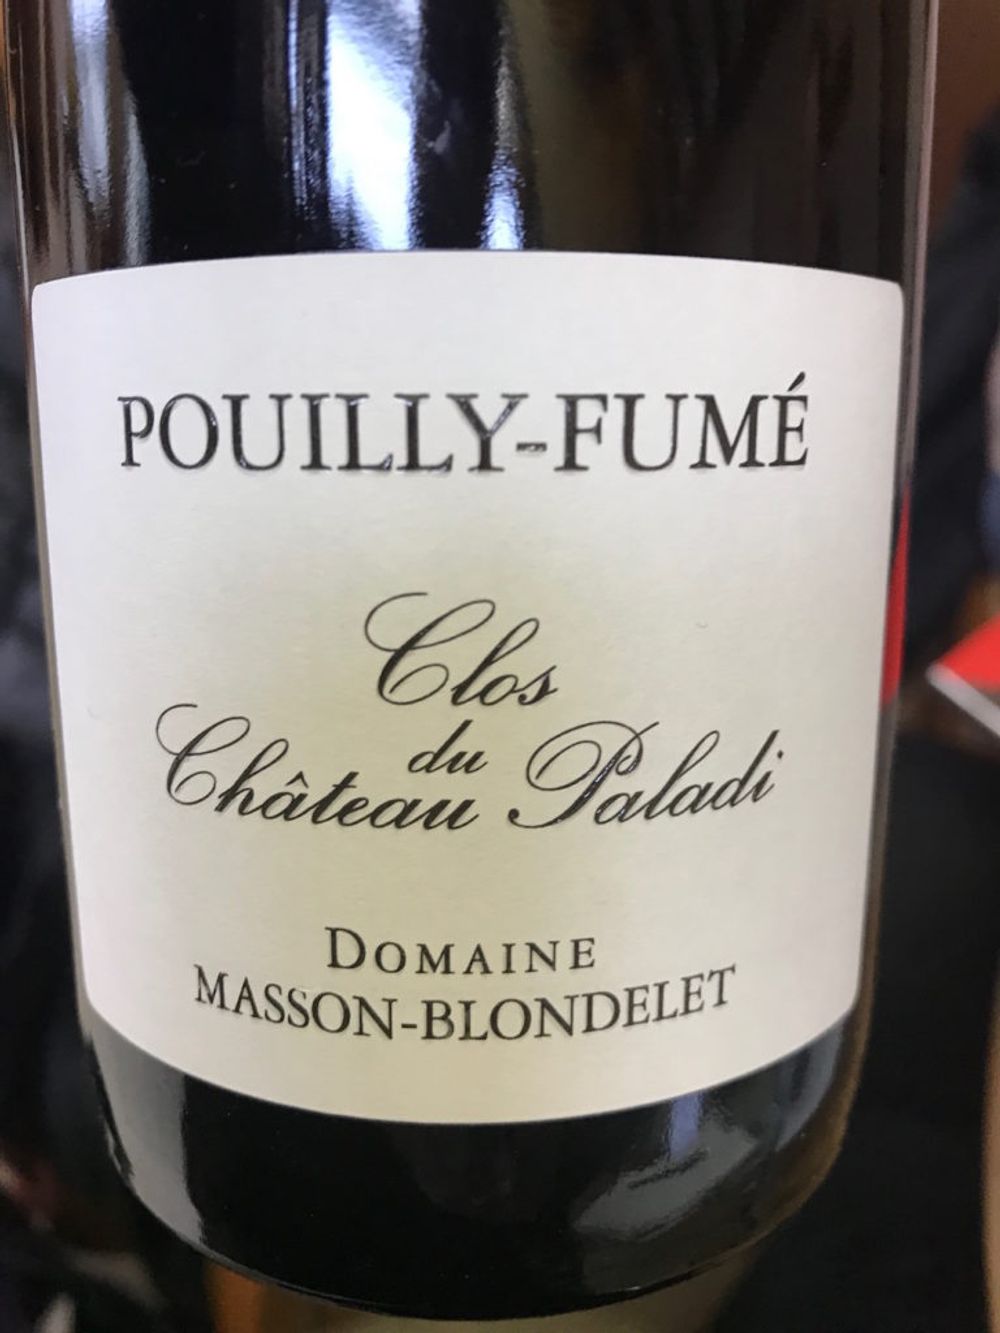 POUILLY-FUMÉ
Clos
du
Château Paladi
DOMAINE
MASSON-BLONDELET